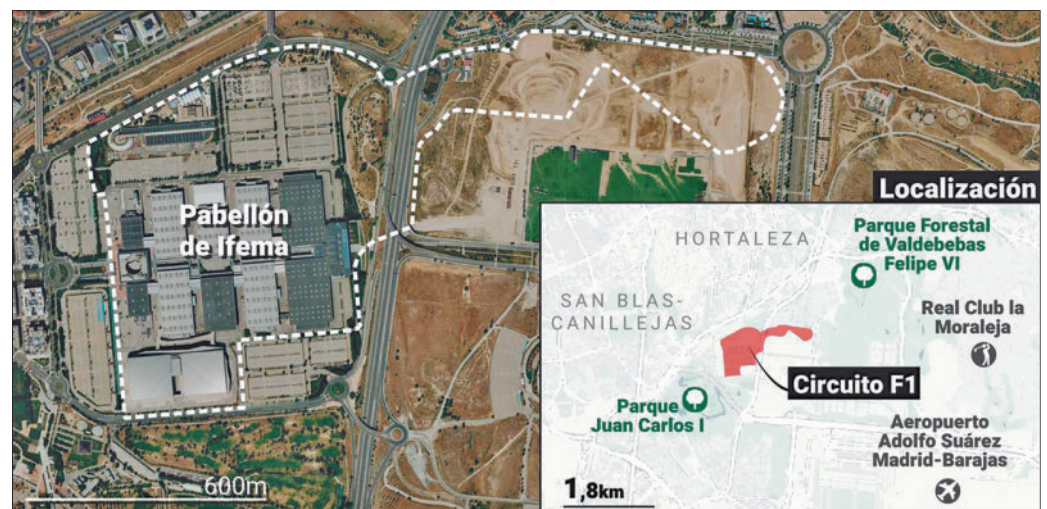 Pabellón
de Ifema
600m
Localización
HORTALEZA
Parque Forestal
de Valdebebas
Felipe VI
SAN BLAS-
CANILLEJAS
Real Club la
Moraleja
Circuito F1
Parque
Juan Carlos I
Aeropuerto
Adolfo Suárez
Madrid-Barajas
1,8km